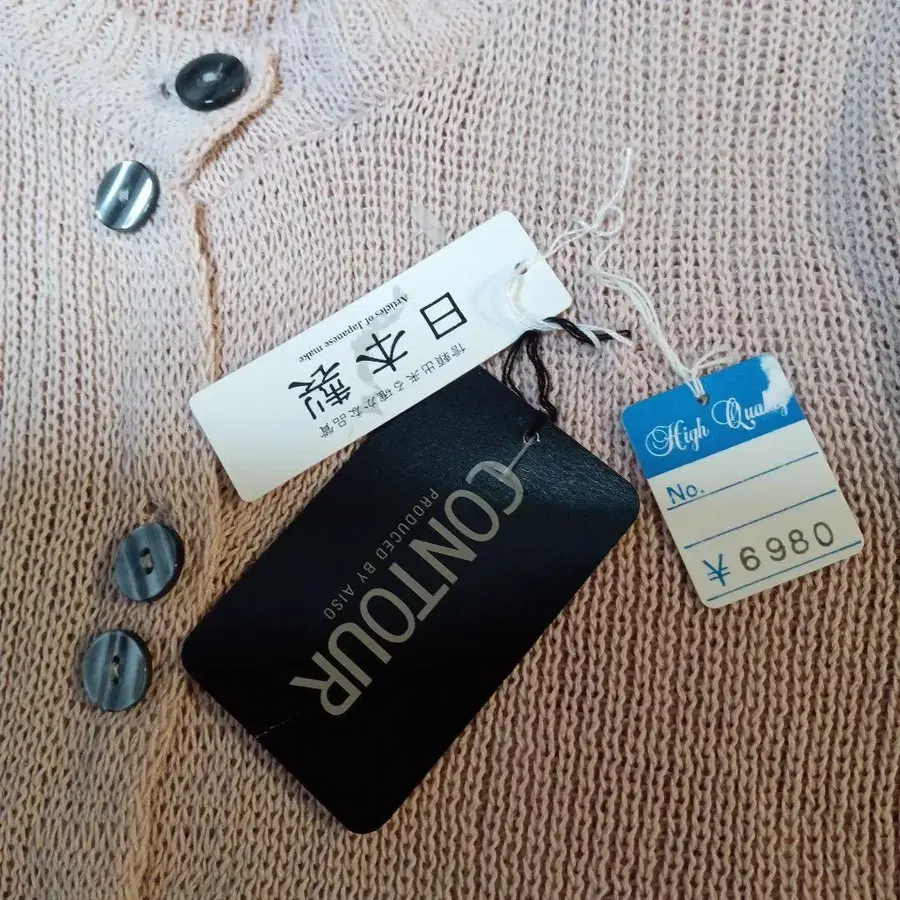 日本製
Articles of Japanese make
信頼出来る確かな品質
CONTOUR
PRODUCED BY AISO
High Quality
No.
¥6980